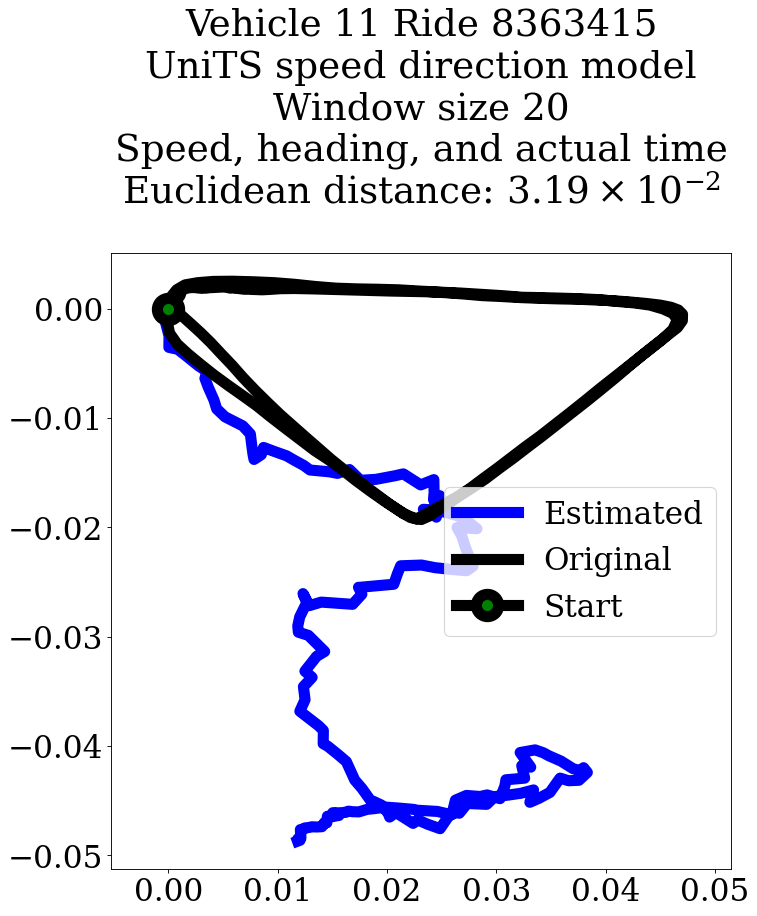 Vehicle 11 Ride 8363415
UniTS speed direction model
Window size 20
Speed, heading, and actual time
Euclidean distance: 3.19 × 10⁻²
0.00
−0.01
−0.02
−0.03
−0.04
−0.05
Estimated
Original
Start
0.00 0.01 0.02 0.03 0.04 0.05